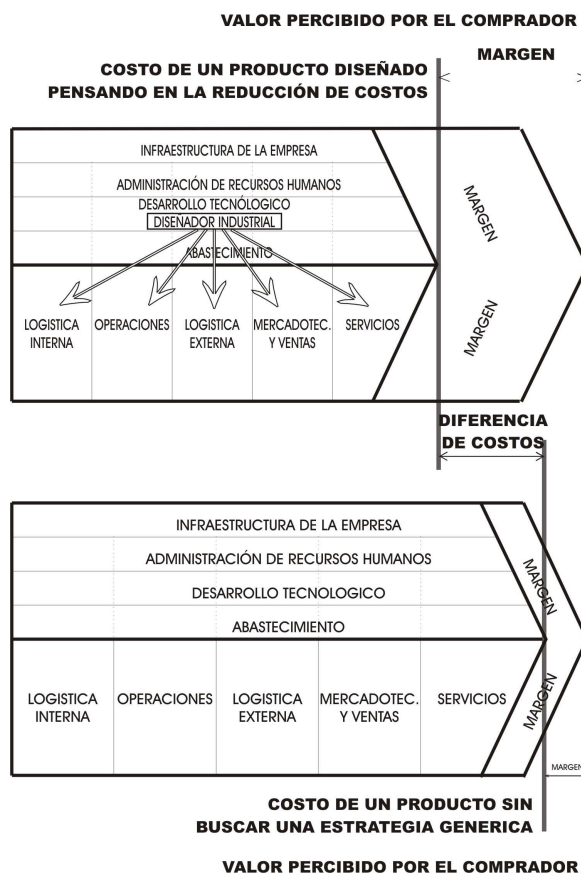 VALOR PERCIBIDO POR EL COMPRADOR
MARGEN
COSTO DE UN PRODUCTO DISEÑADO
PENSANDO EN LA REDUCCIÓN DE COSTOS
INFRAESTRUCTURA DE LA EMPRESA
ADMINISTRACIÓN DE RECURSOS HUMANOS
DESARROLLO TECNÓLOGICO
DISEÑADOR INDUSTRIAL
ABASTECIMIENTO
MARGEN
MARGEN
LOGISTICA
INTERNA
OPERACIONES
LOGISTICA
EXTERNA
MERCADOTEC.
Y VENTAS
SERVICIOS
DIFERENCIA
DE COSTOS
INFRAESTRUCTURA DE LA EMPRESA
ADMINISTRACIÓN DE RECURSOS HUMANOS
DESARROLLO TECNOLOGICO
ABASTECIMIENTO
MARGEN
MARGEN
LOGISTICA
INTERNA
OPERACIONES
LOGISTICA
EXTERNA
MERCADOTEC.
Y VENTAS
SERVICIOS
MARGEN
COSTO DE UN PRODUCTO SIN
BUSCAR UNA ESTRATEGIA GENERICA
VALOR PERCIBIDO POR EL COMPRADOR